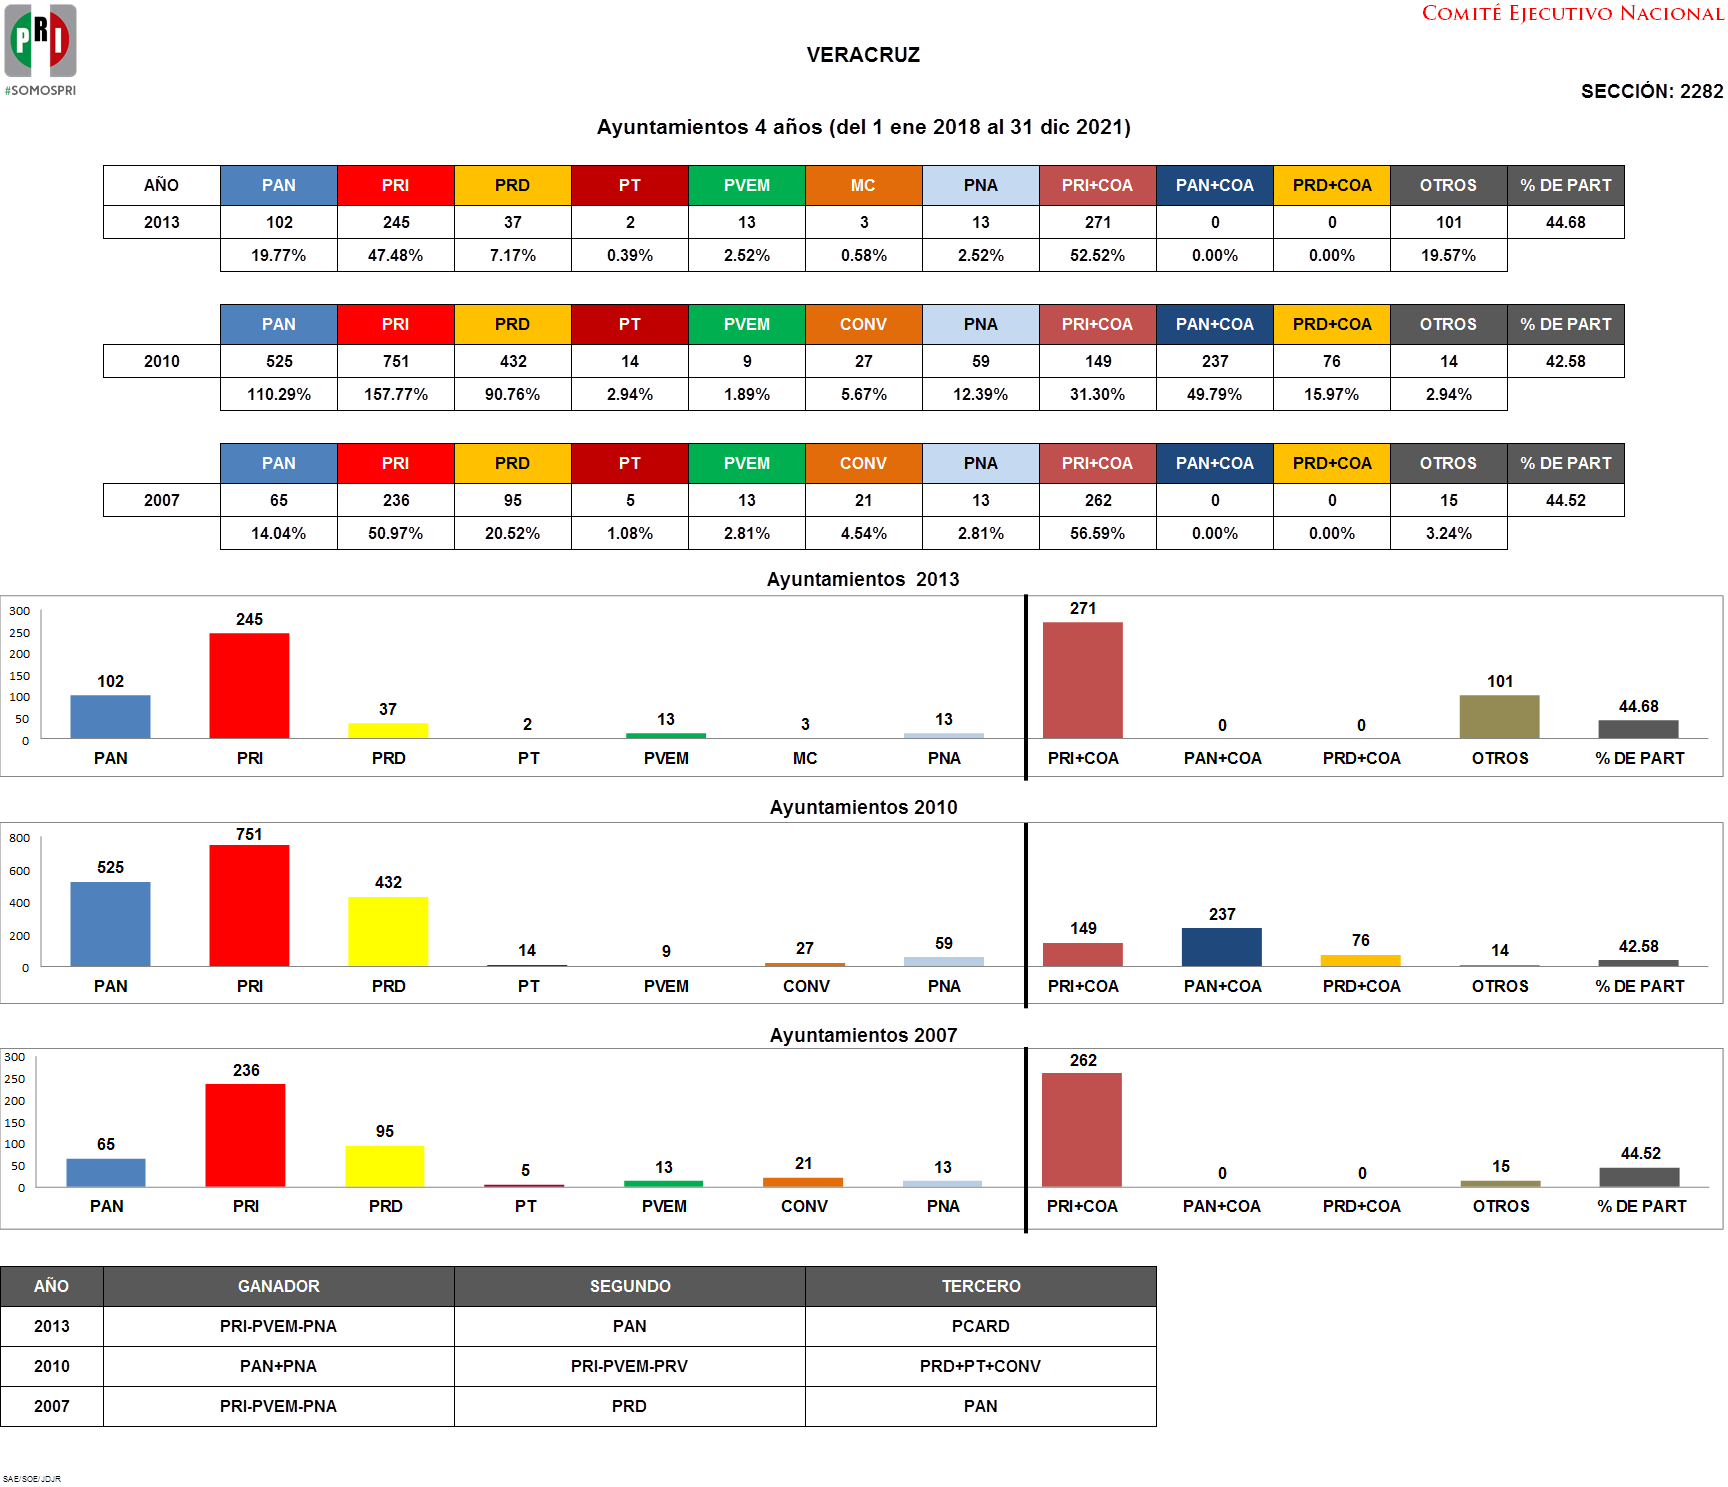 PRI
#SOMOSPRI
COMITÉ EJECUTIVO NACIONAL
VERACRUZ
SECCIÓN: 2282
Ayuntamientos 4 años (del 1 ene 2018 al 31 dic 2021)
AÑO PAN PRI PRD PT PVEM MC PNA PRI+COA PAN+COA PRD+COA OTROS % DE PART
2013 102 245 37 2 13 3 13 271 0 0 101 44.68
19.77% 47.48% 7.17% 0.39% 2.52% 0.58% 2.52% 52.52% 0.00% 0.00% 19.57%
PAN PRI PRD PT PVEM CONV PNA PRI+COA PAN+COA PRD+COA OTROS % DE PART
2010 525 751 432 14 9 27 59 149 237 76 14 42.58
110.29% 157.77% 90.76% 2.94% 1.89% 5.67% 12.39% 31.30% 49.79% 15.97% 2.94%
PAN PRI PRD PT PVEM CONV PNA PRI+COA PAN+COA PRD+COA OTROS % DE PART
2007 65 236 95 5 13 21 13 262 0 0 15 44.52
14.04% 50.97% 20.52% 1.08% 2.81% 4.54% 2.81% 56.59% 0.00% 0.00% 3.24%
Ayuntamientos 2013
300
250
200
150
100
50
0
102 245 37 2 13 3 13 271 0 0 101 44.68
PAN PRI PRD PT PVEM MC PNA PRI+COA PAN+COA PRD+COA OTROS % DE PART
Ayuntamientos 2010
800
600
400
200
0
525 751 432 14 9 27 59 149 237 76 14 42.58
PAN PRI PRD PT PVEM CONV PNA PRI+COA PAN+COA PRD+COA OTROS % DE PART
Ayuntamientos 2007
300
250
200
150
100
50
0
65 236 95 5 13 21 13 262 0 0 15 44.52
PAN PRI PRD PT PVEM CONV PNA PRI+COA PAN+COA PRD+COA OTROS % DE PART
AÑO GANADOR SEGUNDO TERCERO
2013 PRI-PVEM-PNA PAN PCARD
2010 PAN+PNA PRI-PVEM-PRV PRD+PT+CONV
2007 PRI-PVEM-PNA PRD PAN
SAE/SOE/JDJR